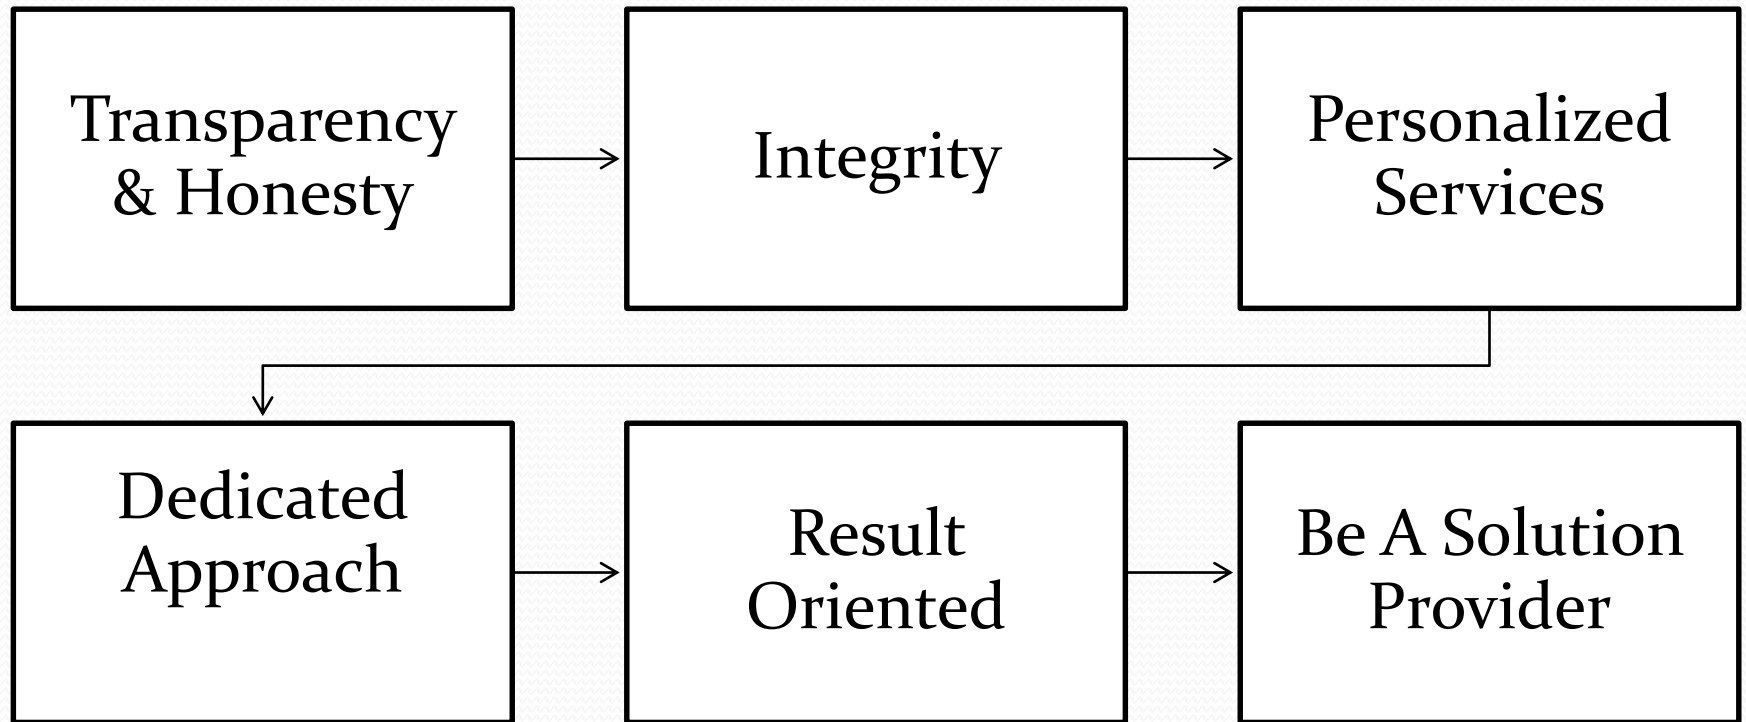 Transparency
& Honesty
Integrity
Personalized
Services
Dedicated
Approach
Result
Oriented
Be A Solution
Provider